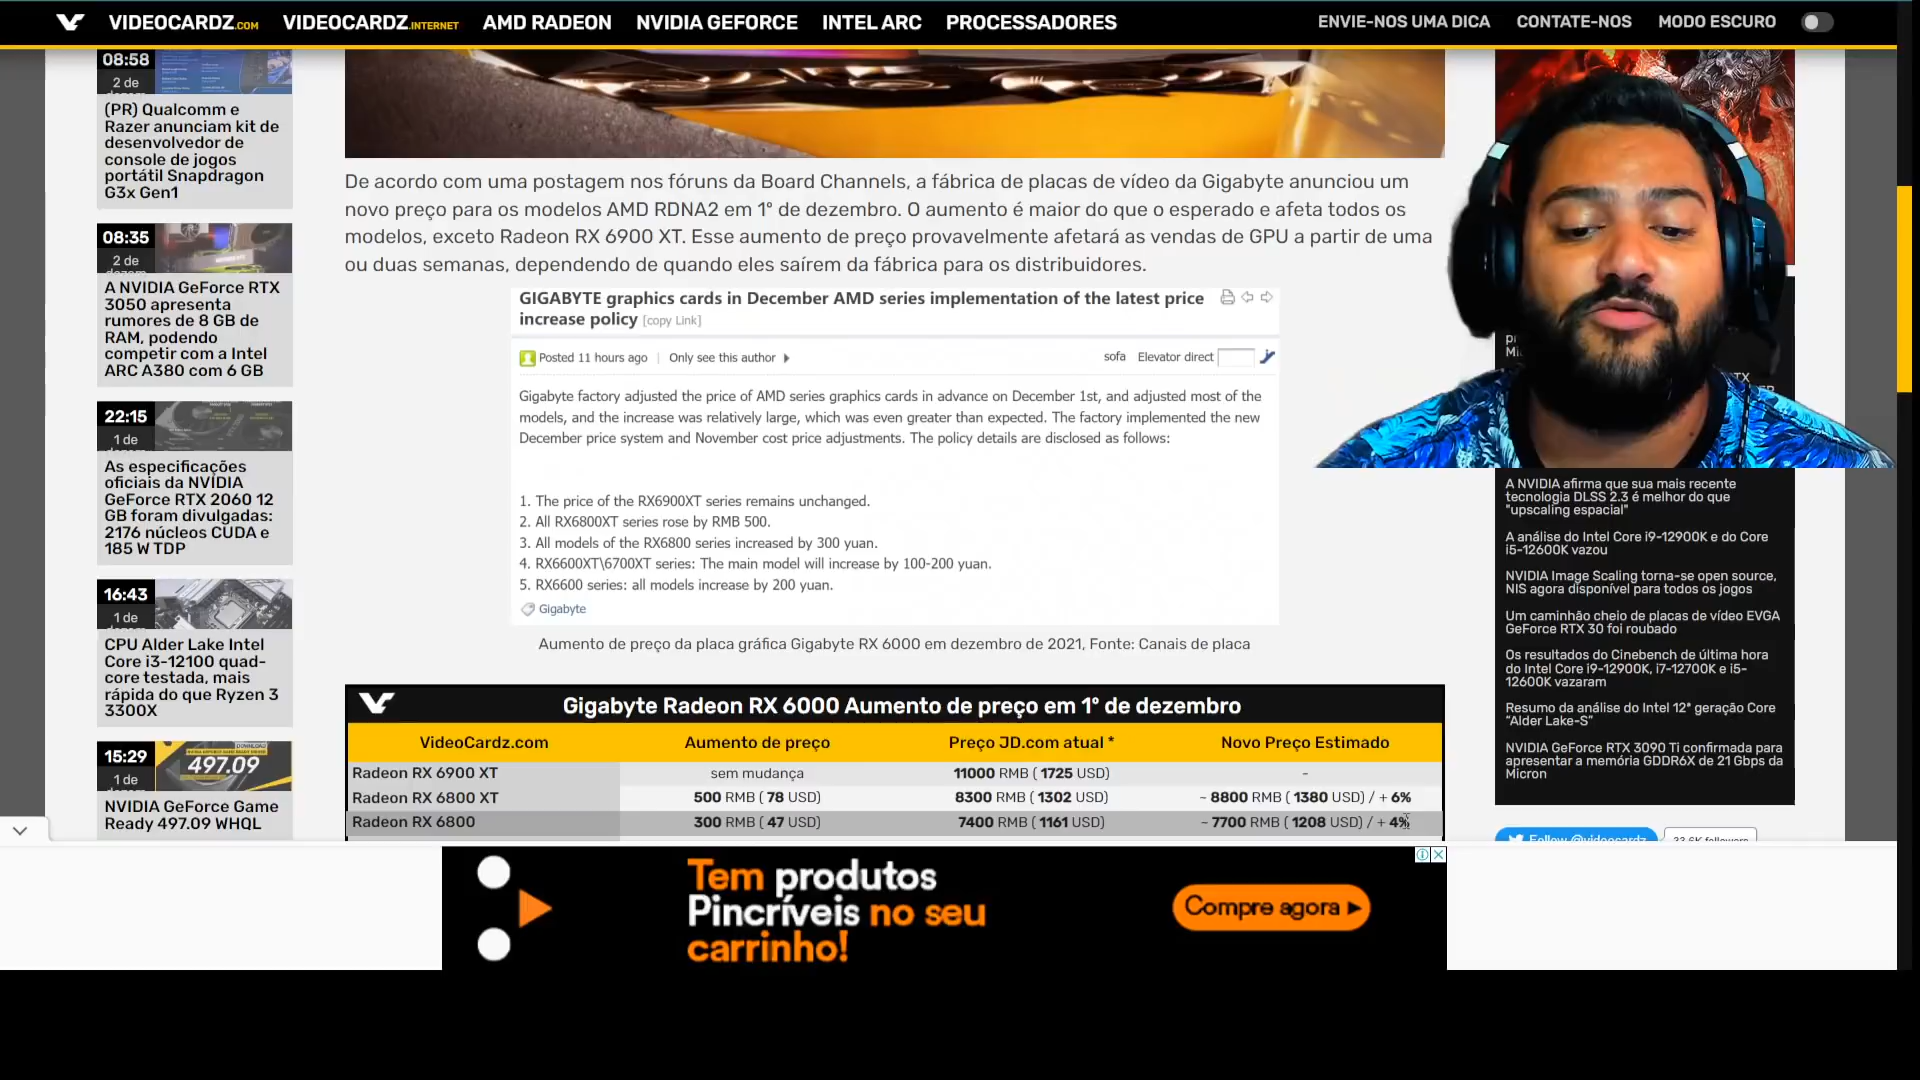 VIDEOCARDZ.COM VIDEOCARDZ.INTERNET AMD RADEON NVIDIA GEFORCE INTEL ARC PROCESSADORES ENVIE-NOS UMA DICA CONTATE-NOS MODO ESCURO
08:58
2 de
(PR) Qualcomm e
Razer anunciam kit de
desenvolvedor de
console de jogos
portátil Snapdragon
G3x Gen1
08:35
2 de
A NVIDIA GeForce RTX
3050 apresenta
rumores de 8 GB de
RAM, podendo
competir com a Intel
ARC A380 com 6 GB
22:15
1 de
As especificações
oficiais da NVIDIA
GeForce RTX 2060 12
GB foram divulgadas:
2176 núcleos CUDA e
185 W TDP
16:43
1 de
CPU Alder Lake Intel
Core i3-12100 quad-
core testada, mais
rápida do que Ryzen 3
3300X
15:29
1 de
497.09
NVIDIA GeForce Game
Ready 497.09 WHQL
De acordo com uma postagem nos fóruns da Board Channels, a fábrica de placas de vídeo da Gigabyte anunciou um
novo preço para os modelos AMD RDNA2 em 1º de dezembro. O aumento é maior do que o esperado e afeta todos os
modelos, exceto Radeon RX 6900 XT. Esse aumento de preço provavelmente afetará as vendas de GPU a partir de uma
ou duas semanas, dependendo de quando eles saírem da fábrica para os distribuidores.
GIGABYTE graphics cards in December AMD series implementation of the latest price
increase policy [copy Link]
Posted 11 hours ago | Only see this author
sofa Elevator direct
Gigabyte factory adjusted the price of AMD series graphics cards in advance on December 1st, and adjusted most of the
models, and the increase was relatively large, which was even greater than expected. The factory implemented the new
December price system and November cost price adjustments. The policy details are disclosed as follows:
1. The price of the RX6900XT series remains unchanged.
2. All RX6800XT series rose by RMB 500.
3. All models of the RX6800 series increased by 300 yuan.
4. RX6600XT\6700XT series: The main model will increase by 100-200 yuan.
5. RX6600 series: all models increase by 200 yuan.
Gigabyte
Aumento de preço da placa gráfica Gigabyte RX 6000 em dezembro de 2021, Fonte: Canais de placa
Gigabyte Radeon RX 6000 Aumento de preço em 1º de dezembro
VideoCardz.com Aumento de preço Preço JD.com atual * Novo Preço Estimado
Radeon RX 6900 XT sem mudança 11000 RMB ( 1725 USD) -
Radeon RX 6800 XT 500 RMB ( 78 USD) 8300 RMB ( 1302 USD) ~ 8800 RMB ( 1380 USD) / + 6%
Radeon RX 6800 300 RMB ( 47 USD) 7400 RMB ( 1161 USD) ~ 7700 RMB ( 1208 USD) / + 4%
A NVIDIA afirma que sua mais recente
tecnologia DLSS 2.3 é melhor do que
"upscaling espacial"
A análise do Intel Core i9-12900K e do Core
i5-12600K vazou
NVIDIA Image Scaling torna-se open source,
NIS agora disponível para todos os jogos
Um caminhão cheio de placas de vídeo EVGA
GeForce RTX 30 foi roubado
Os resultados do Cinebench de última hora
do Intel Core i9-12900K, i7-12700K e i5-
12600K vazaram
Resumo da análise do Intel 12ª geração Core
"Alder Lake-S"
NVIDIA GeForce RTX 3090 Ti confirmada para
apresentar a memória GDDR6X de 21 Gbps da
Micron
Follow @videocardz
33.6K followers
Tem produtos
Pincríveis no seu
carrinho!
Compre agora